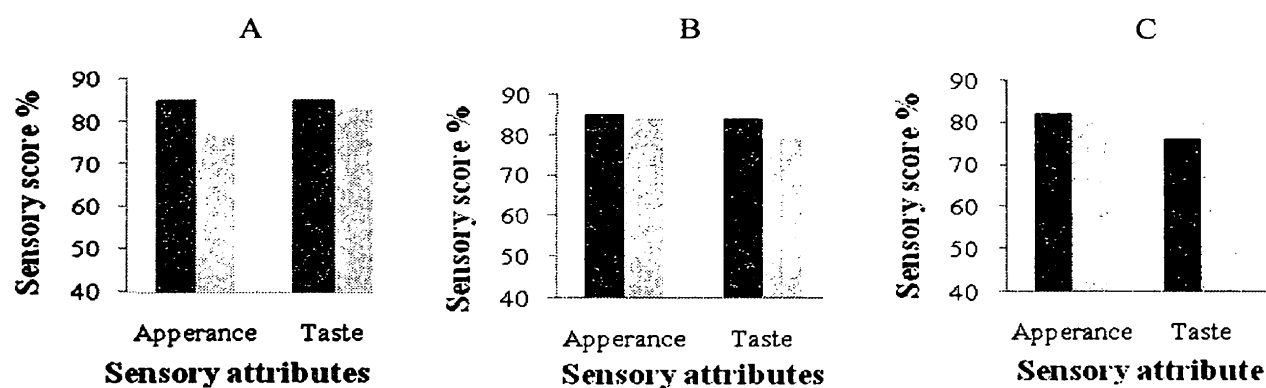 A
Sensory score %
90
80
70
60
50
40
Apperance Taste
Sensory attributes
B
Sensory score %
90
80
70
60
50
40
Apperance Taste
Sensory attributes
C
Sensory score %
90
80
70
60
50
40
Apperance Taste
Sensory attribute